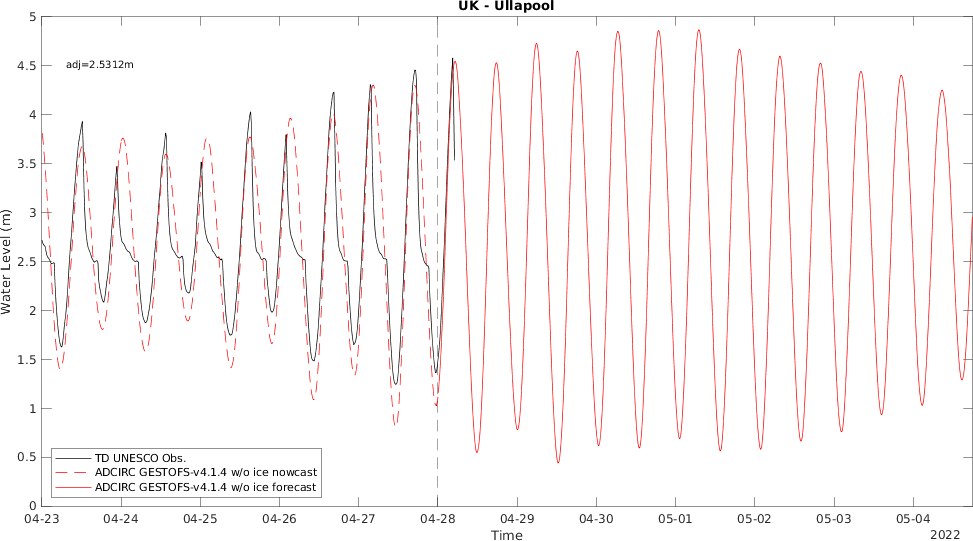 UK - Ullapool
adj=2.5312m
Water Level (m)
5
4.5
4
3.5
3
2.5
2
1.5
1
0.5
0
TD UNESCO Obs.
ADCIRC GESTOFS-v4.1.4 w/o ice nowcast
ADCIRC GESTOFS-v4.1.4 w/o ice forecast
04-23 04-24 04-25 04-26 04-27 04-28 04-29 04-30 05-01 05-02 05-03 05-04
Time
2022